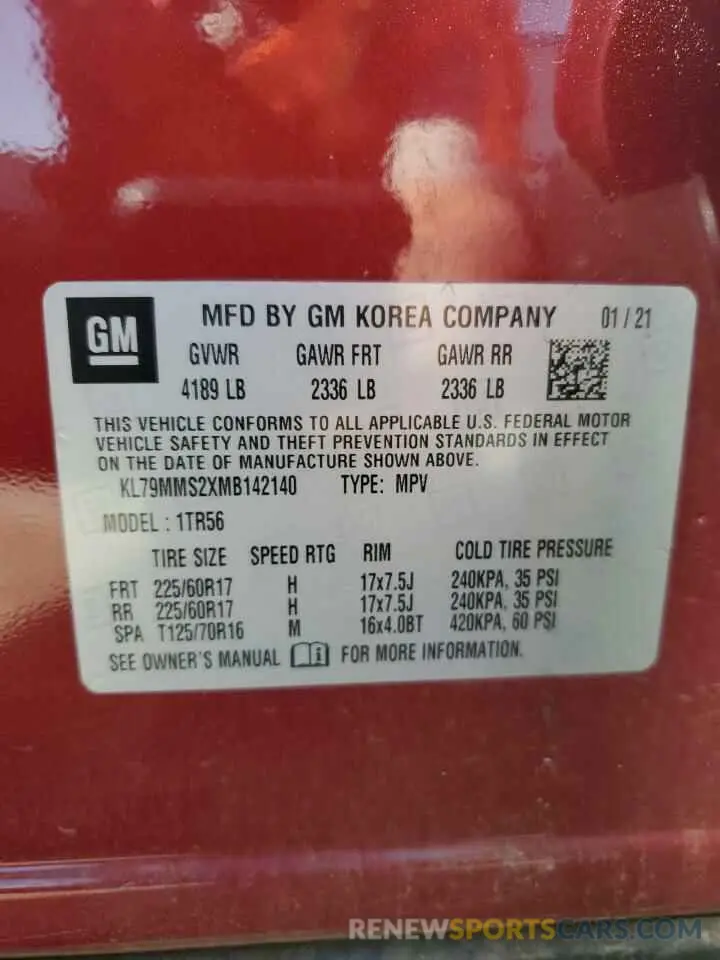 GM
MFD BY GM KOREA COMPANY 01/21
GVWR GAWR FRT GAWR RR
4189 LB 2336 LB 2336 LB
THIS VEHICLE CONFORMS TO ALL APPLICABLE U.S. FEDERAL MOTOR
VEHICLE SAFETY AND THEFT PREVENTION STANDARDS IN EFFECT
ON THE DATE OF MANUFACTURE SHOWN ABOVE.
KL79MMS2XMB142140 TYPE: MPV
MODEL : 1TR56
TIRE SIZE SPEED RTG RIM COLD TIRE PRESSURE
FRT 225/60R17 H 17x7.5J 240KPA, 35 PSI
RR 225/60R17 H 17x7.5J 240KPA, 35 PSI
SPA T125/70R16 M 16x4.0BT 420KPA, 60 PSI
SEE OWNER'S MANUAL i FOR MORE INFORMATION.
RENEWSPORTSCARS.COM